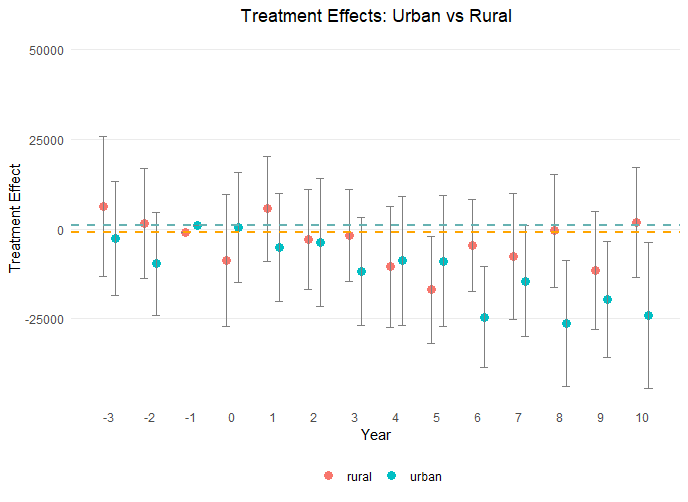 Treatment Effects: Urban vs Rural
50000
25000
0
-25000
Treatment Effect
-3 -2 -1 0 1 2 3 4 5 6 7 8 9 10
Year
rural urban